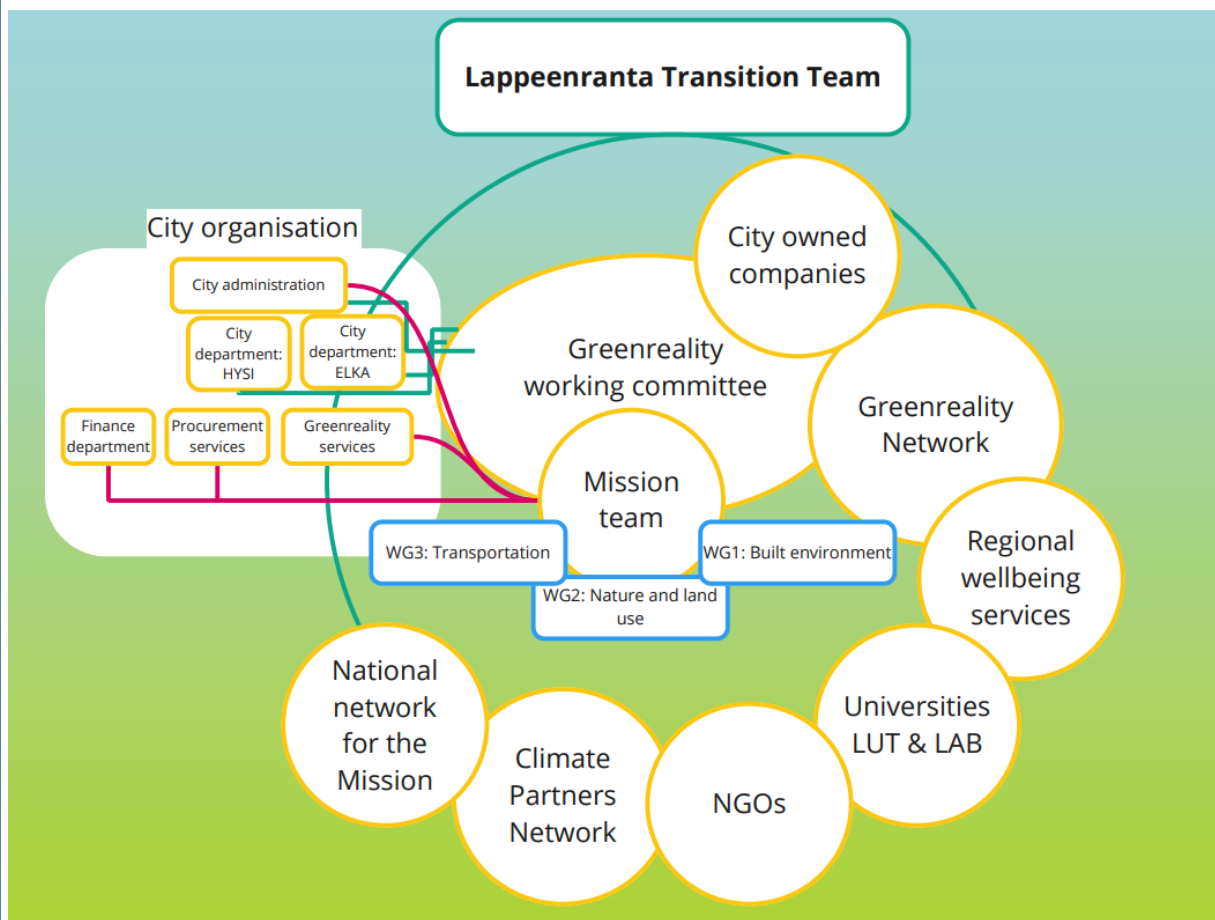 Lappeenranta Transition Team
City organisation
City administration
City
department:
HYSI
City
department:
ELKA
Finance
department
Procurement
services
Greenreality
services
City owned
companies
Greenreality
working committee
Greenreality
Network
Mission
team
WG3: Transportation
WG1: Built environment
WG2: Nature and land
use
Regional
wellbeing
services
Universities
LUT & LAB
NGOs
Climate
Partners
Network
National
network
for the
Mission